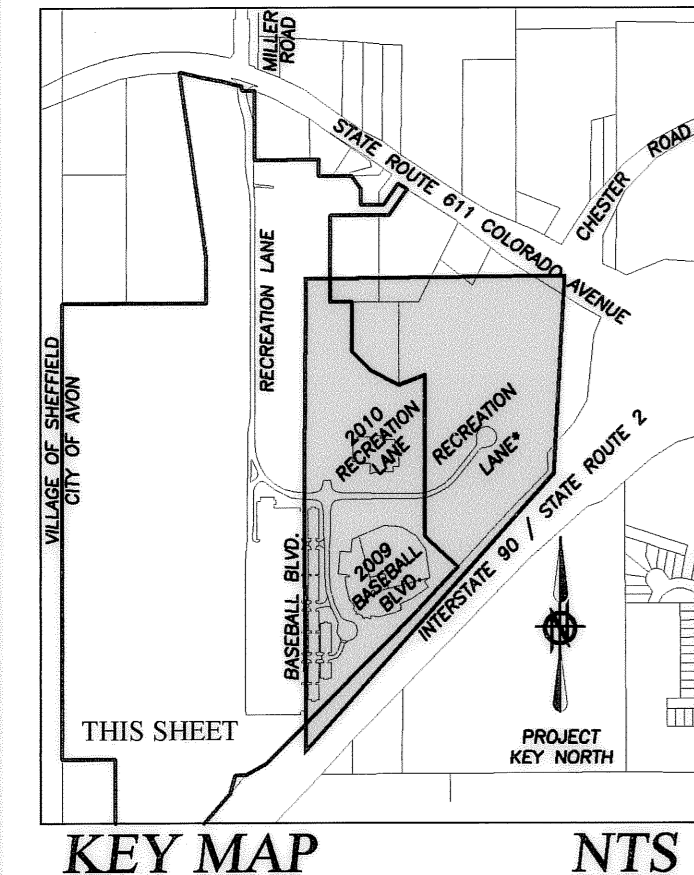 MILLER
ROAD
STATE ROUTE 611 COLORADO AVENUE
CHESTER ROAD
RECREATION LANE
VILLAGE OF SHEFFIELD
CITY OF AVON
2010
RECREATION
LANE
RECREATION
LANE*
INTERSTATE 90 / STATE ROUTE 2
BASEBALL BLVD.
2009
BASEBALL
BLVD.
N
THIS SHEET
PROJECT
KEY NORTH
KEY MAP NTS